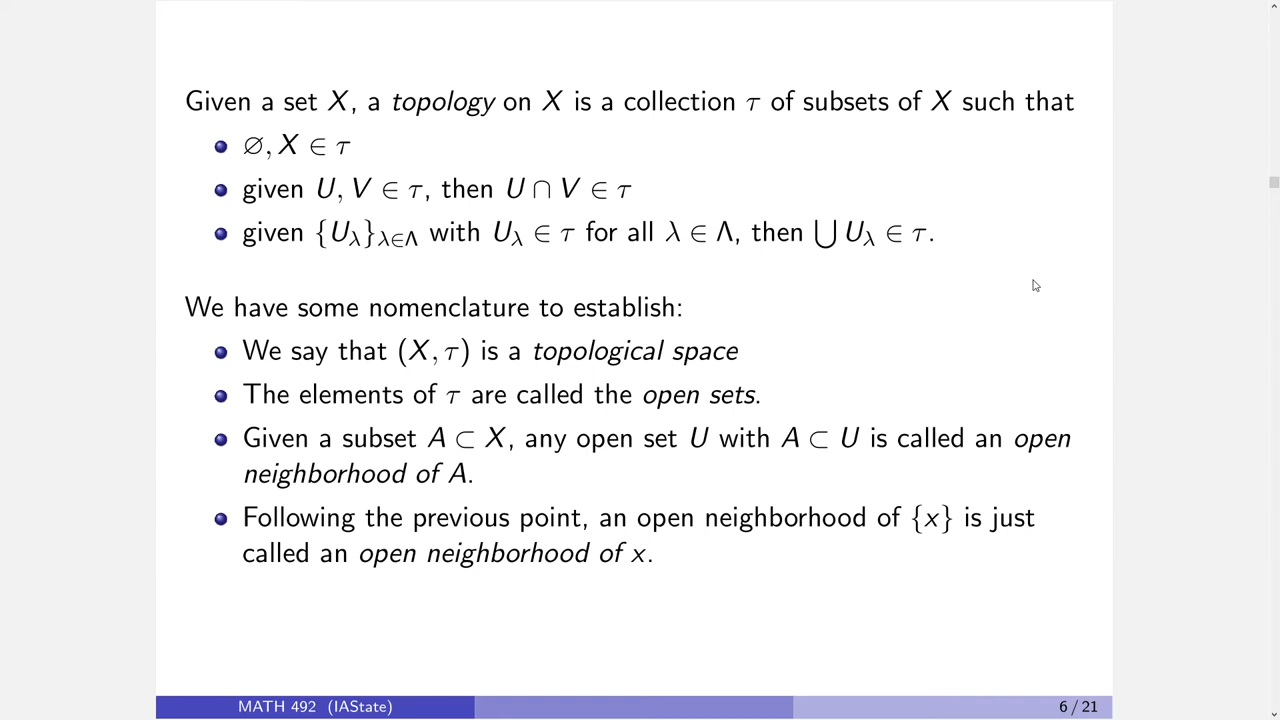 Given a set X, a topology on X is a collection τ of subsets of X such that
∅, X ∈ τ
given U, V ∈ τ, then U ∩ V ∈ τ
given {U_λ}_{λ∈Λ} with U_λ ∈ τ for all λ ∈ Λ, then ⋃ U_λ ∈ τ.
We have some nomenclature to establish:
We say that (X, τ) is a topological space
The elements of τ are called the open sets.
Given a subset A ⊂ X, any open set U with A ⊂ U is called an open
neighborhood of A.
Following the previous point, an open neighborhood of {x} is just
called an open neighborhood of x.
MATH 492 (IAState)
6 / 21